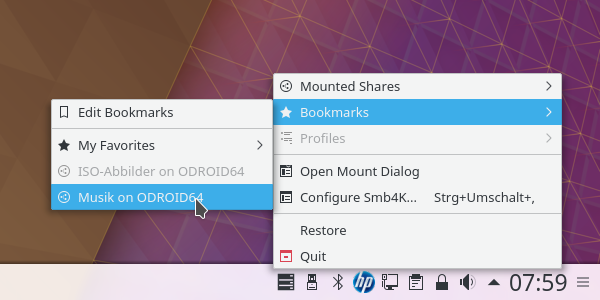 Mounted Shares
Bookmarks
Profiles
Open Mount Dialog
Configure Smb4K... Strg+Umschalt+,
Restore
Quit
Edit Bookmarks
My Favorites
ISO-Abbilder on ODROID64
Musik on ODROID64
hp
07:59